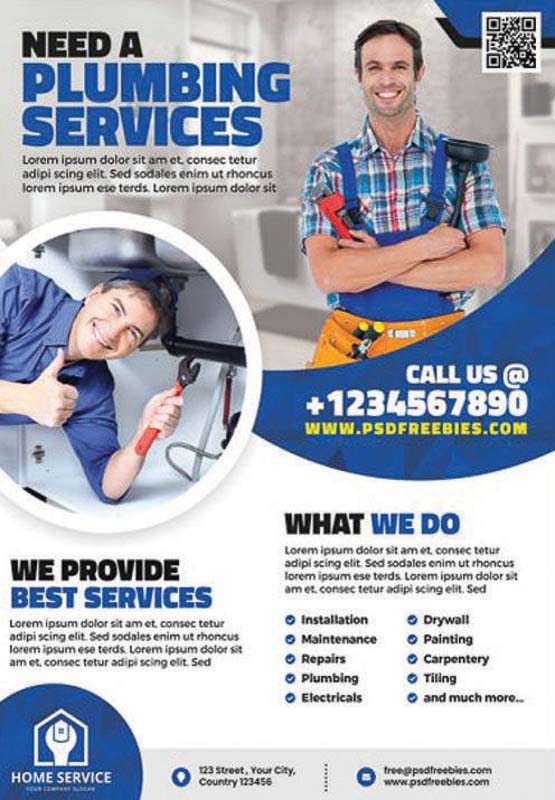 NEED A
PLUMBING
SERVICES
Lorem ipsum dolor sit am et, consec tetur
adipi scing elit. Sed sodales enim ut rhoncus
lorem ipsum ese terds. Lorem ipsum dolor sit
CALL US @
+1234567890
WWW.PSDFREEBIES.COM
WHAT WE DO
Lorem ipsum dolor sit am et, consec tetur
adipi scing elit. Sed sodales enim ut rhoncus
lorem ipsum ese terds. Lorem ipsum dolor sit
am et, consec tetur adipi scing elit. Sed
Installation
Maintenance
Repairs
Plumbing
Electricals
Drywall
Painting
Carpentery
Tiling
and much more...
WE PROVIDE
BEST SERVICES
Lorem ipsum dolor sit am et, consec tetur
adipi scing elit. Sed sodales enim ut rhoncus
lorem ipsum ese terds. Lorem ipsum dolor sit
am et, consec tetur adipi scing elit. Sed
HOME SERVICE
YOUR COMPANY SLOGAN
123 Street, Your City,
Country 123456
free@psdfreebies.com
www.psdfreebies.com